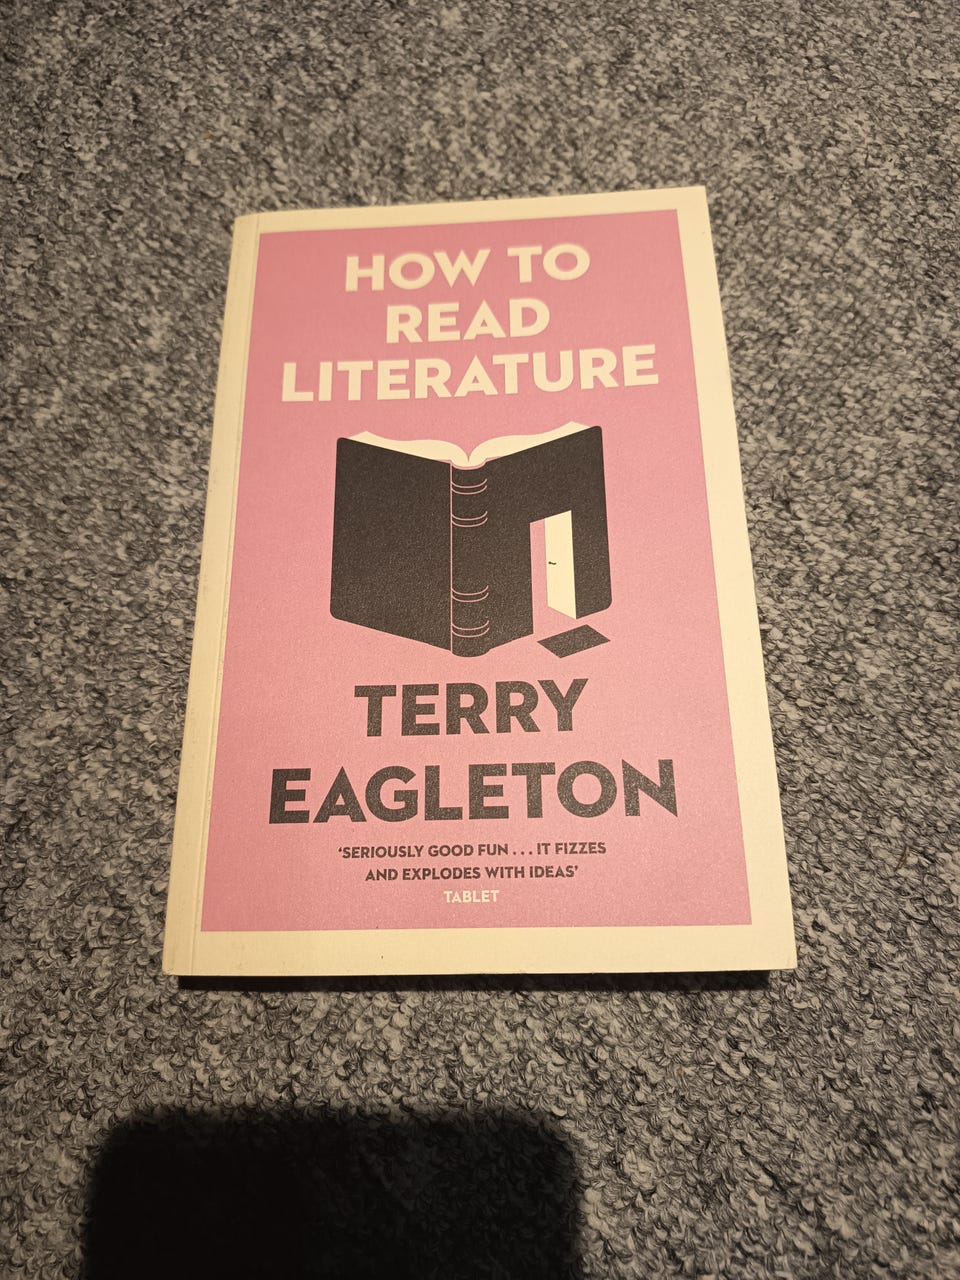 HOW TO
READ
LITERATURE
TERRY
EAGLETON
‘SERIOUSLY GOOD FUN . . . IT FIZZES
AND EXPLODES WITH IDEAS’
TABLET